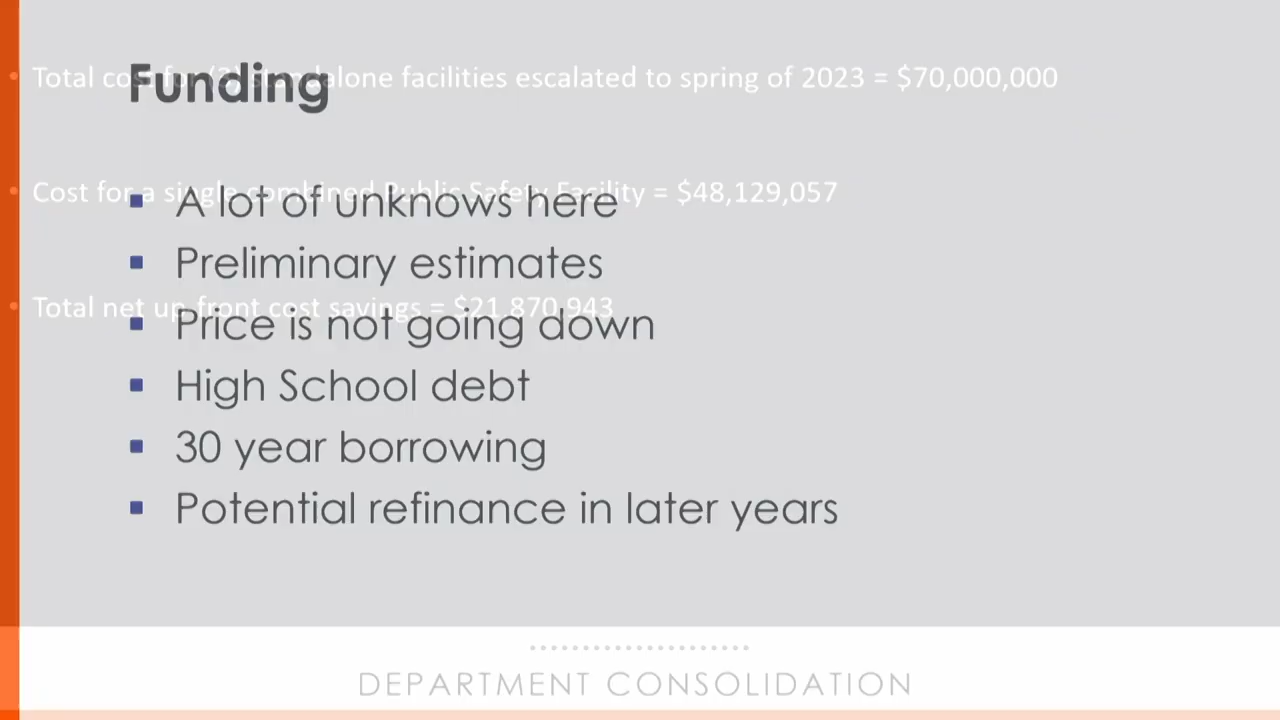 Funding
• Total cost for (2) standalone facilities escalated to spring of 2023 = $70,000,000
• Cost for a single combined Public Safety Facility = $48,129,057
• Total net up front cost savings = $21,870,943
▪ A lot of unknows here
▪ Preliminary estimates
▪ Price is not going down
▪ High School debt
▪ 30 year borrowing
▪ Potential refinance in later years
DEPARTMENT CONSOLIDATION